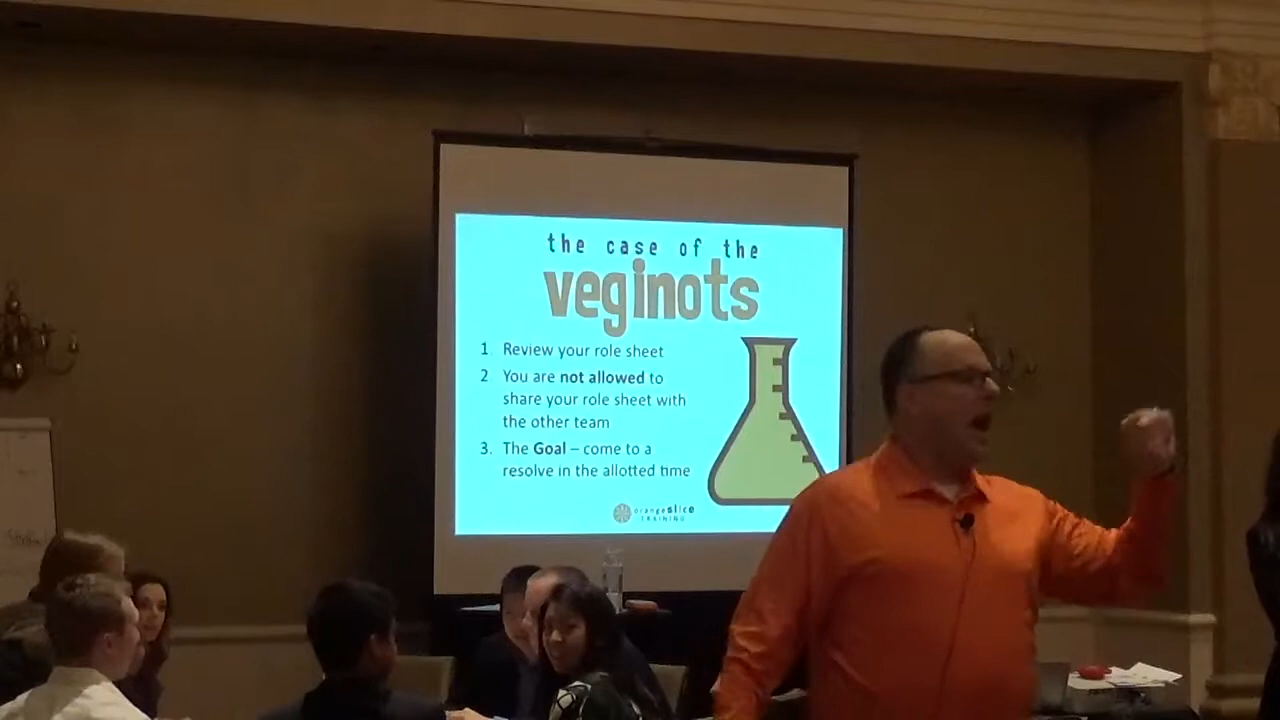 the case of the
veginots
1. Review your role sheet
2. You are not allowed to
share your role sheet with
the other team
3. The Goal – come to a
resolve in the allotted time
orangeslice
TRAINING